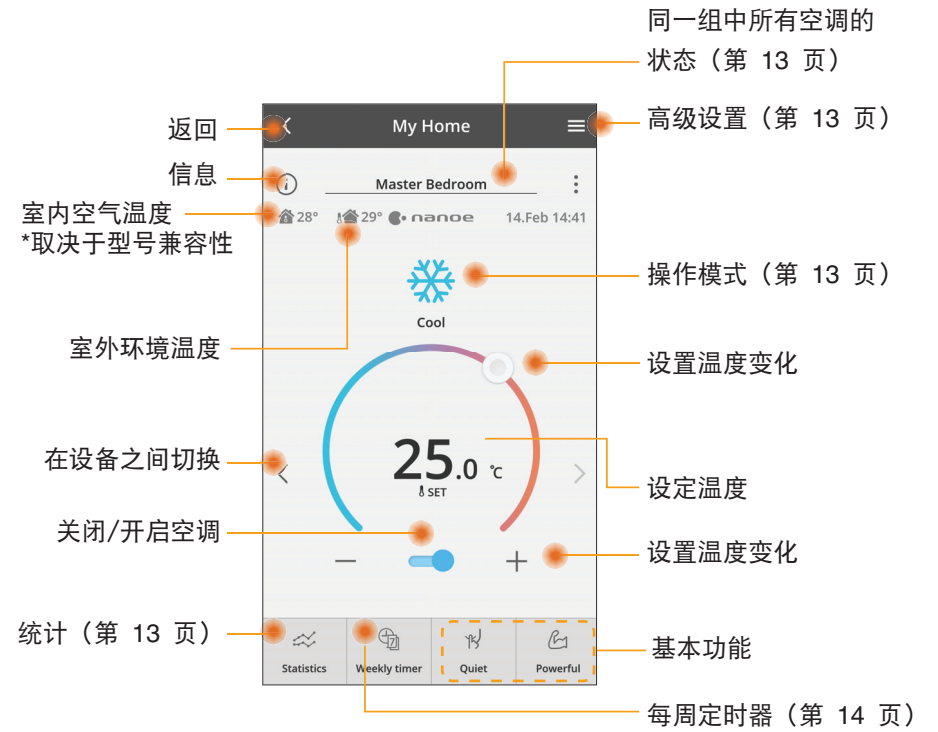 同一组中所有空调的
状态（第 13 页）
返回
My Home
高级设置（第 13 页）
信息
i
Master Bedroom
室内空气温度
*取决于型号兼容性
28°
29°
nanoe
14.Feb 14:41
操作模式（第 13 页）
Cool
室外环境温度
设置温度变化
在设备之间切换
25.0 ℃
SET
设定温度
关闭/开启空调
设置温度变化
统计（第 13 页）
7
基本功能
Statistics
Weekly timer
Quiet
Powerful
每周定时器（第 14 页）